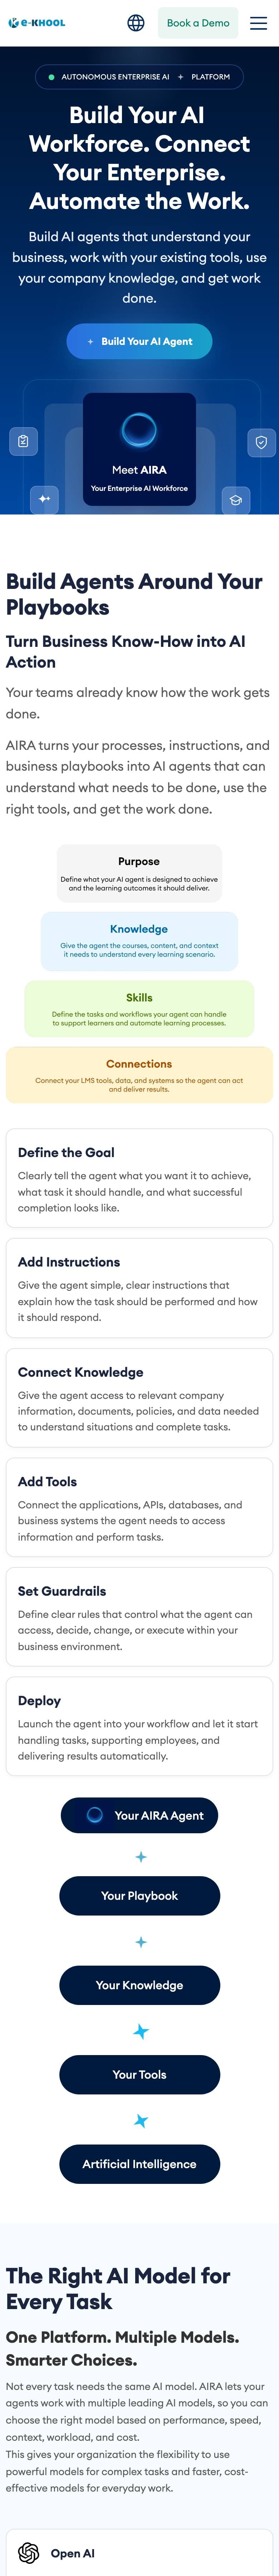 e-KHOOL
Book a Demo
AUTONOMOUS ENTERPRISE AI + PLATFORM
Build Your AI
Workforce. Connect
Your Enterprise.
Automate the Work.
Build AI agents that understand your
business, work with your existing tools, use
your company knowledge, and get work
done.
+ Build Your AI Agent
Meet AIRA
Your Enterprise AI Workforce
Build Agents Around Your
Playbooks
Turn Business Know-How into AI
Action
Your teams already know how the work gets
done.
AIRA turns your processes, instructions, and
business playbooks into AI agents that can
understand what needs to be done, use the
right tools, and get the work done.
Purpose
Define what your AI agent is designed to achieve
and the learning outcomes it should deliver.
Knowledge
Give the agent the courses, content, and context
it needs to understand every learning scenario.
Skills
Define the tasks and workflows your agent can handle
to support learners and automate learning processes.
Connections
Connect your LMS tools, data, and systems so the agent can act
and deliver results.
Define the Goal
Clearly tell the agent what you want it to achieve,
what task it should handle, and what successful
completion looks like.
Add Instructions
Give the agent simple, clear instructions that
explain how the task should be performed and how
it should respond.
Connect Knowledge
Give the agent access to relevant company
information, documents, policies, and data needed
to understand situations and complete tasks.
Add Tools
Connect the applications, APIs, databases, and
business systems the agent needs to access
information and perform tasks.
Set Guardrails
Define clear rules that control what the agent can
access, decide, change, or execute within your
business environment.
Deploy
Launch the agent into your workflow and let it start
handling tasks, supporting employees, and
delivering results automatically.
Your AIRA Agent
Your Playbook
Your Knowledge
Your Tools
Artificial Intelligence
The Right AI Model for
Every Task
One Platform. Multiple Models.
Smarter Choices.
Not every task needs the same AI model. AIRA lets your
agents work with multiple leading AI models, so you can
choose the right model based on performance, speed,
context, workload, and cost.
This gives your organization the flexibility to use
powerful models for complex tasks and faster, cost-
effective models for everyday work.
Open AI